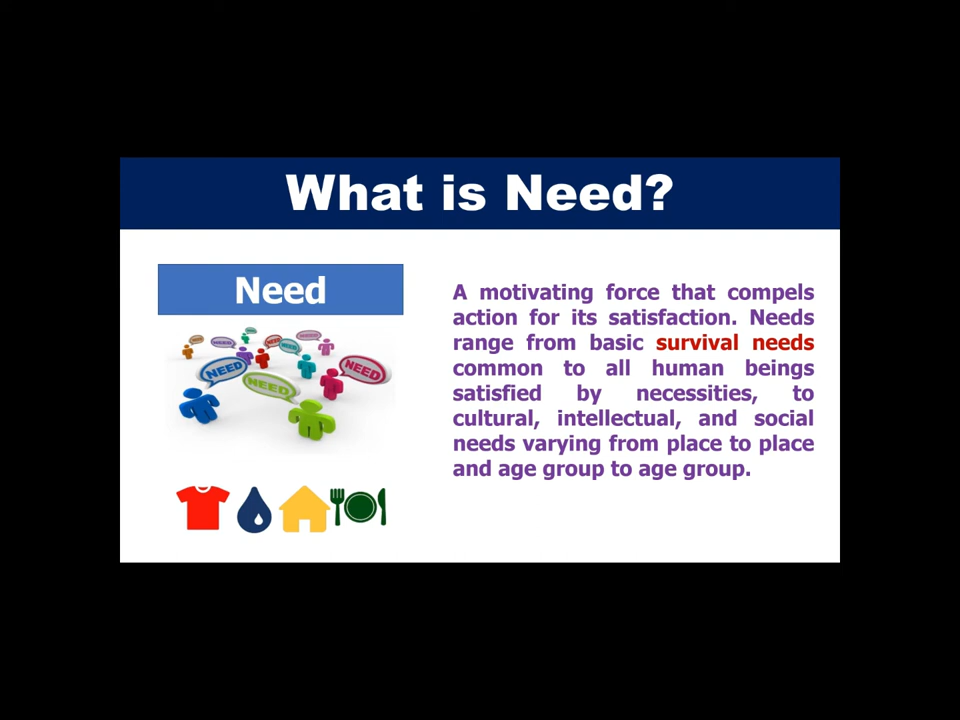 What is Need?
Need
NEED
NEED
NEED
A motivating force that compels
action for its satisfaction. Needs
range from basic survival needs
common to all human beings
satisfied by necessities, to
cultural, intellectual, and social
needs varying from place to place
and age group to age group.